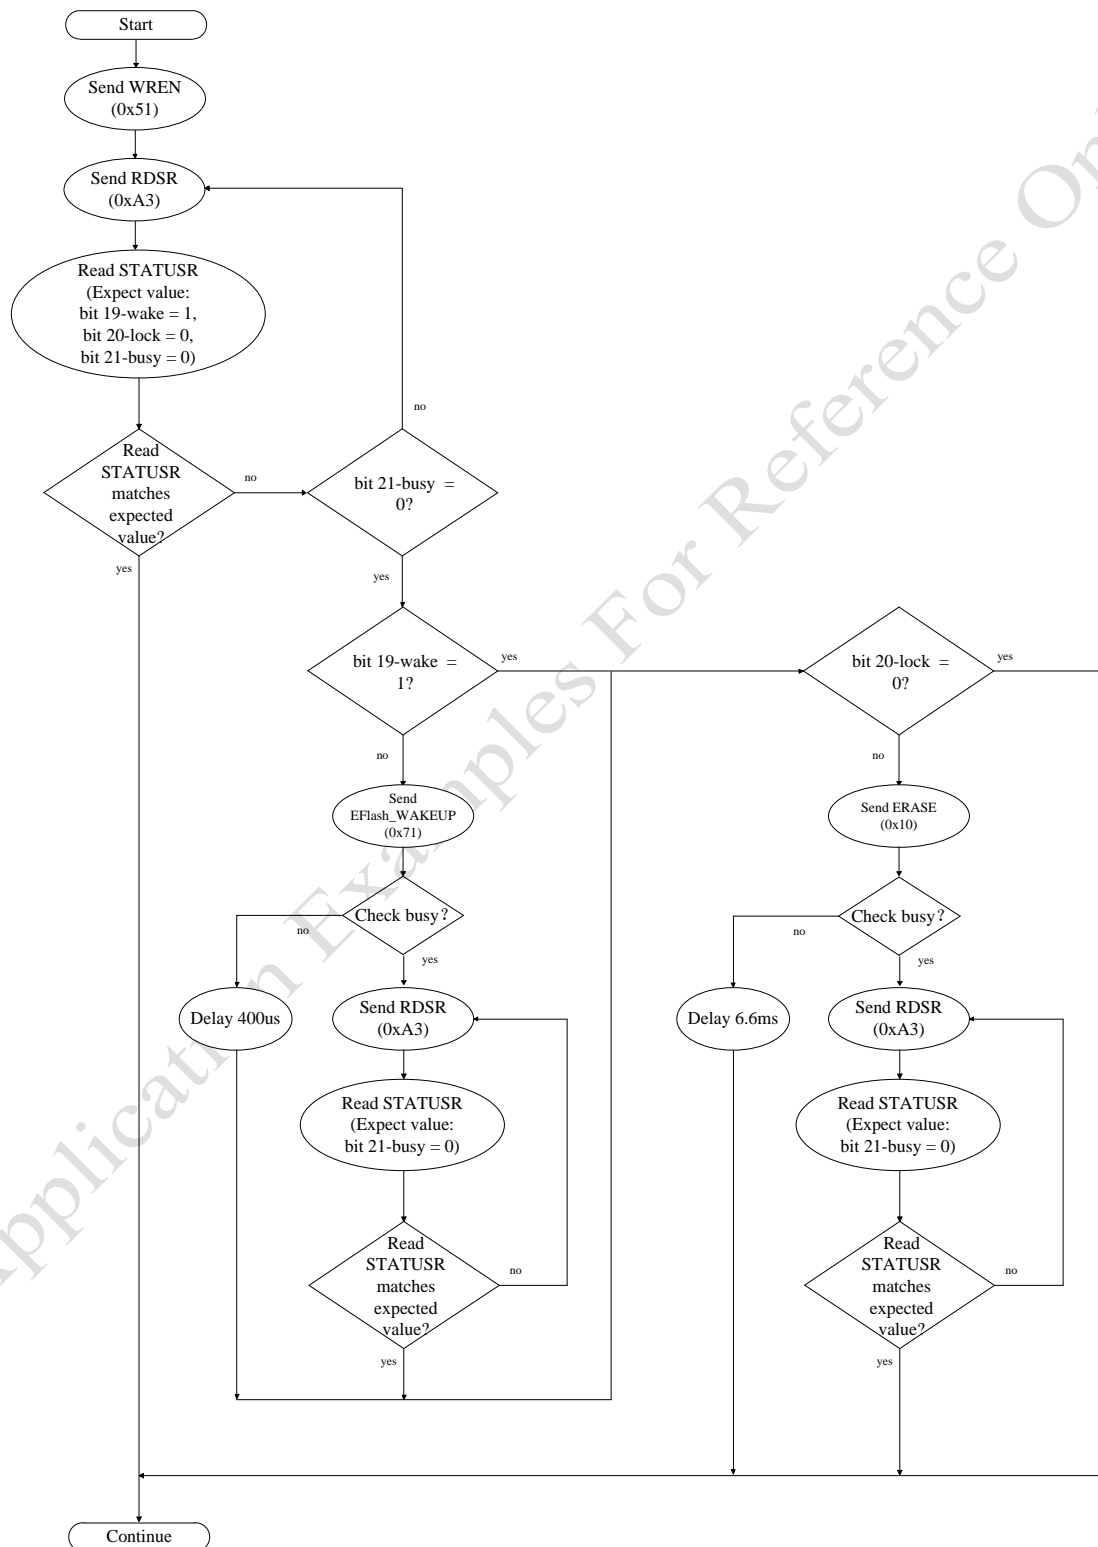 Start
Send WREN
(0x51)
Send RDSR
(0xA3)
Read STATUSR
(Expect value:
bit 19-wake = 1,
bit 20-lock = 0,
bit 21-busy = 0)
Read
STATUSR
matches
expected
value?
no
yes
bit 21-busy =
0?
no
yes
bit 19-wake =
1?
yes
no
bit 20-lock =
0?
yes
no
Send
EFlash_WAKEUP
(0x71)
Check busy?
no
yes
Delay 400us
Send RDSR
(0xA3)
Read STATUSR
(Expect value:
bit 21-busy = 0)
Read
STATUSR
matches
expected
value?
no
yes
Send ERASE
(0x10)
Check busy?
no
yes
Delay 6.6ms
Send RDSR
(0xA3)
Read STATUSR
(Expect value:
bit 21-busy = 0)
Read
STATUSR
matches
expected
value?
no
yes
Continue
Application Examples For Reference